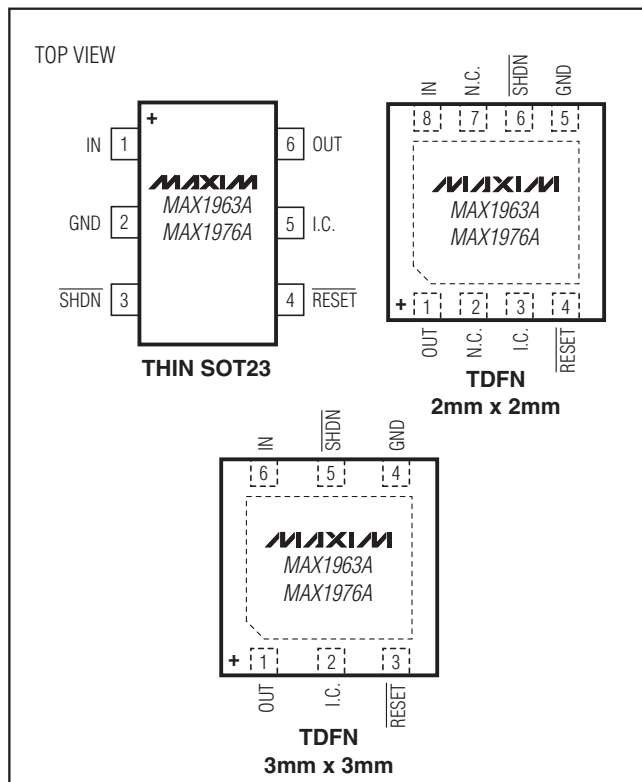 TOP VIEW
+
IN 1
6 OUT
MAXIM
MAX1963A
MAX1976A
GND 2
5 I.C.
SHDN 3
4 RESET
THIN SOT23
IN N.C. SHDN GND
8 7 6 5
MAXIM
MAX1963A
MAX1976A
+ 1 2 3 4
OUT N.C. I.C. RESET
TDFN
2mm x 2mm
IN SHDN GND
6 5 4
MAXIM
MAX1963A
MAX1976A
+ 1 2 3
OUT I.C. RESET
TDFN
3mm x 3mm